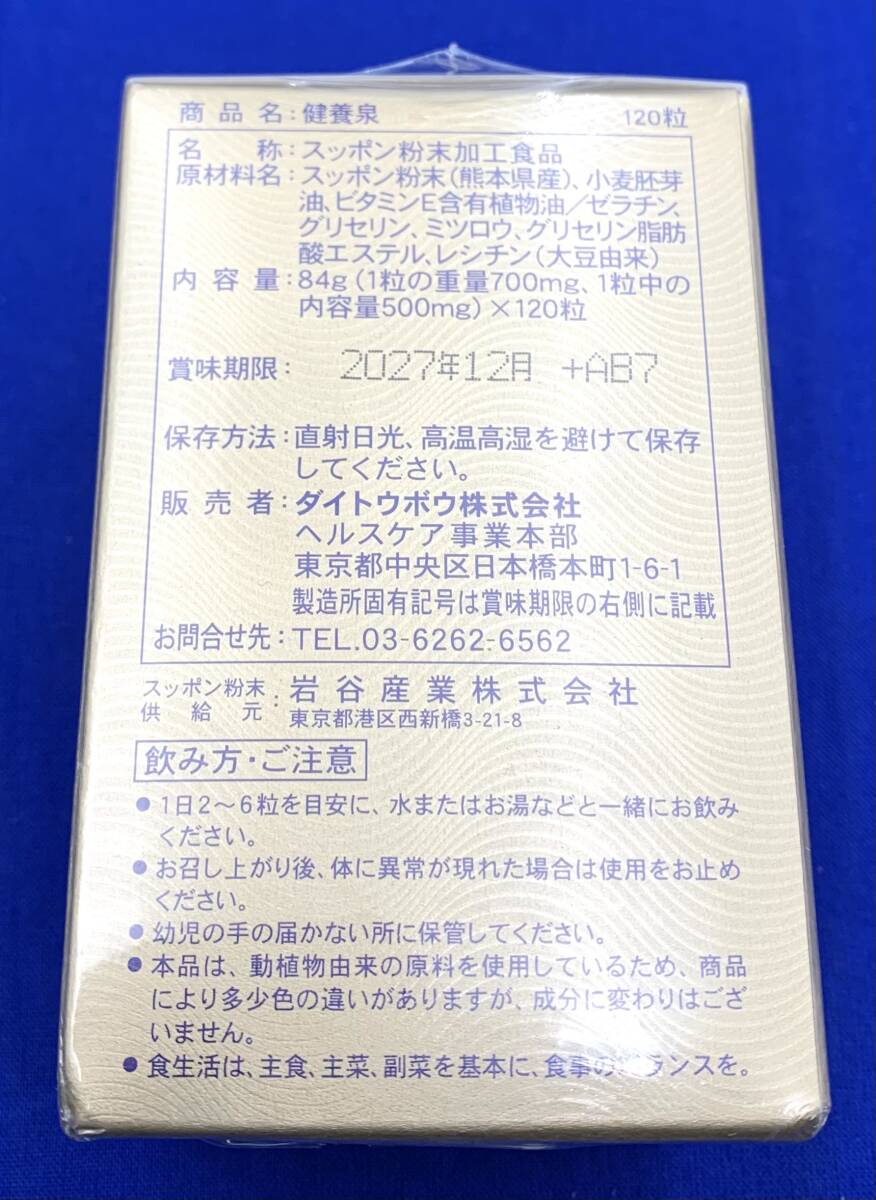 商品名：健養泉 120粒
名称：スッポン粉末加工食品
原材料名：スッポン粉末（熊本県産）、小麦胚芽
油、ビタミンE含有植物油／ゼラチン、
グリセリン、ミツロウ、グリセリン脂肪
酸エステル、レシチン（大豆由来）
内容量：84g（1粒の重量700mg、1粒中の
内容量500mg）×120粒
賞味期限： 2027年12月 +AB7
保存方法：直射日光、高温高湿を避けて保存
してください。
販売者：ダイトウボウ株式会社
ヘルスケア事業本部
東京都中央区日本橋本町1-6-1
製造所固有記号は賞味期限の右側に記載
お問合せ先：TEL.03-6262-6562
スッポン粉末
供給元：岩谷産業株式会社
東京都港区西新橋3-21-8
飲み方・ご注意
●1日2～6粒を目安に、水またはお湯などと一緒にお飲み
ください。
●お召し上がり後、体に異常が現れた場合は使用をお止め
ください。
●幼児の手の届かない所に保管してください。
●本品は、動植物由来の原料を使用しているため、商品
により多少色の違いがありますが、成分に変わりはござ
いません。
●食生活は、主食、主菜、副菜を基本に、食事のバランスを。